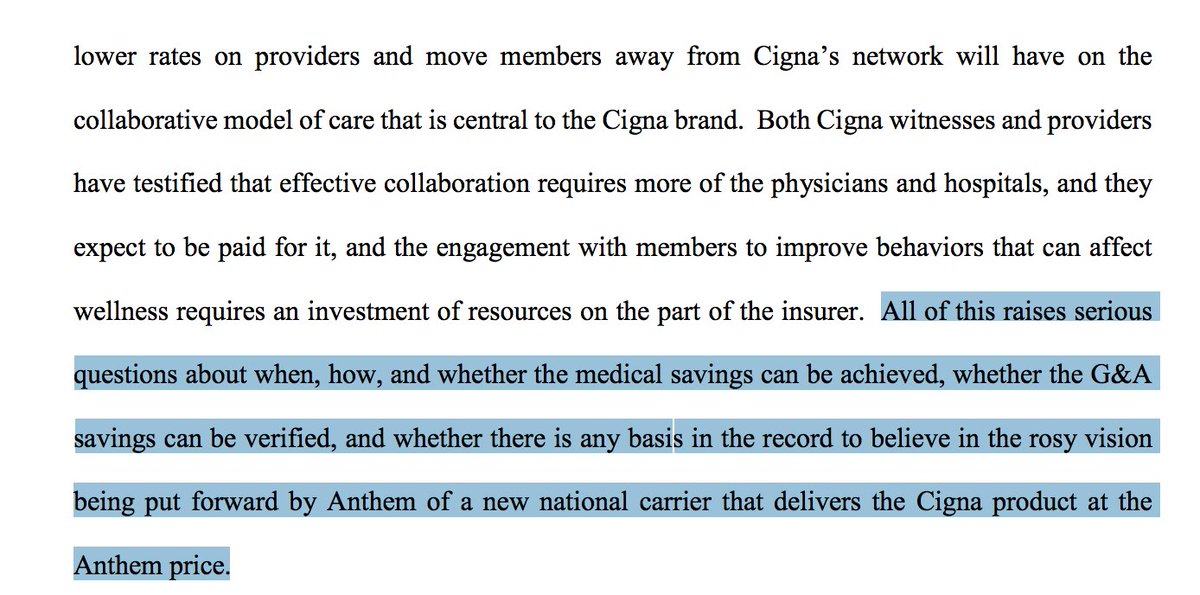 lower rates on providers and move members away from Cigna’s network will have on the
collaborative model of care that is central to the Cigna brand.  Both Cigna witnesses and providers
have testified that effective collaboration requires more of the physicians and hospitals, and they
expect to be paid for it, and the engagement with members to improve behaviors that can affect
wellness requires an investment of resources on the part of the insurer.  All of this raises serious
questions about when, how, and whether the medical savings can be achieved, whether the G&A
savings can be verified, and whether there is any basis in the record to believe in the rosy vision
being put forward by Anthem of a new national carrier that delivers the Cigna product at the
Anthem price.